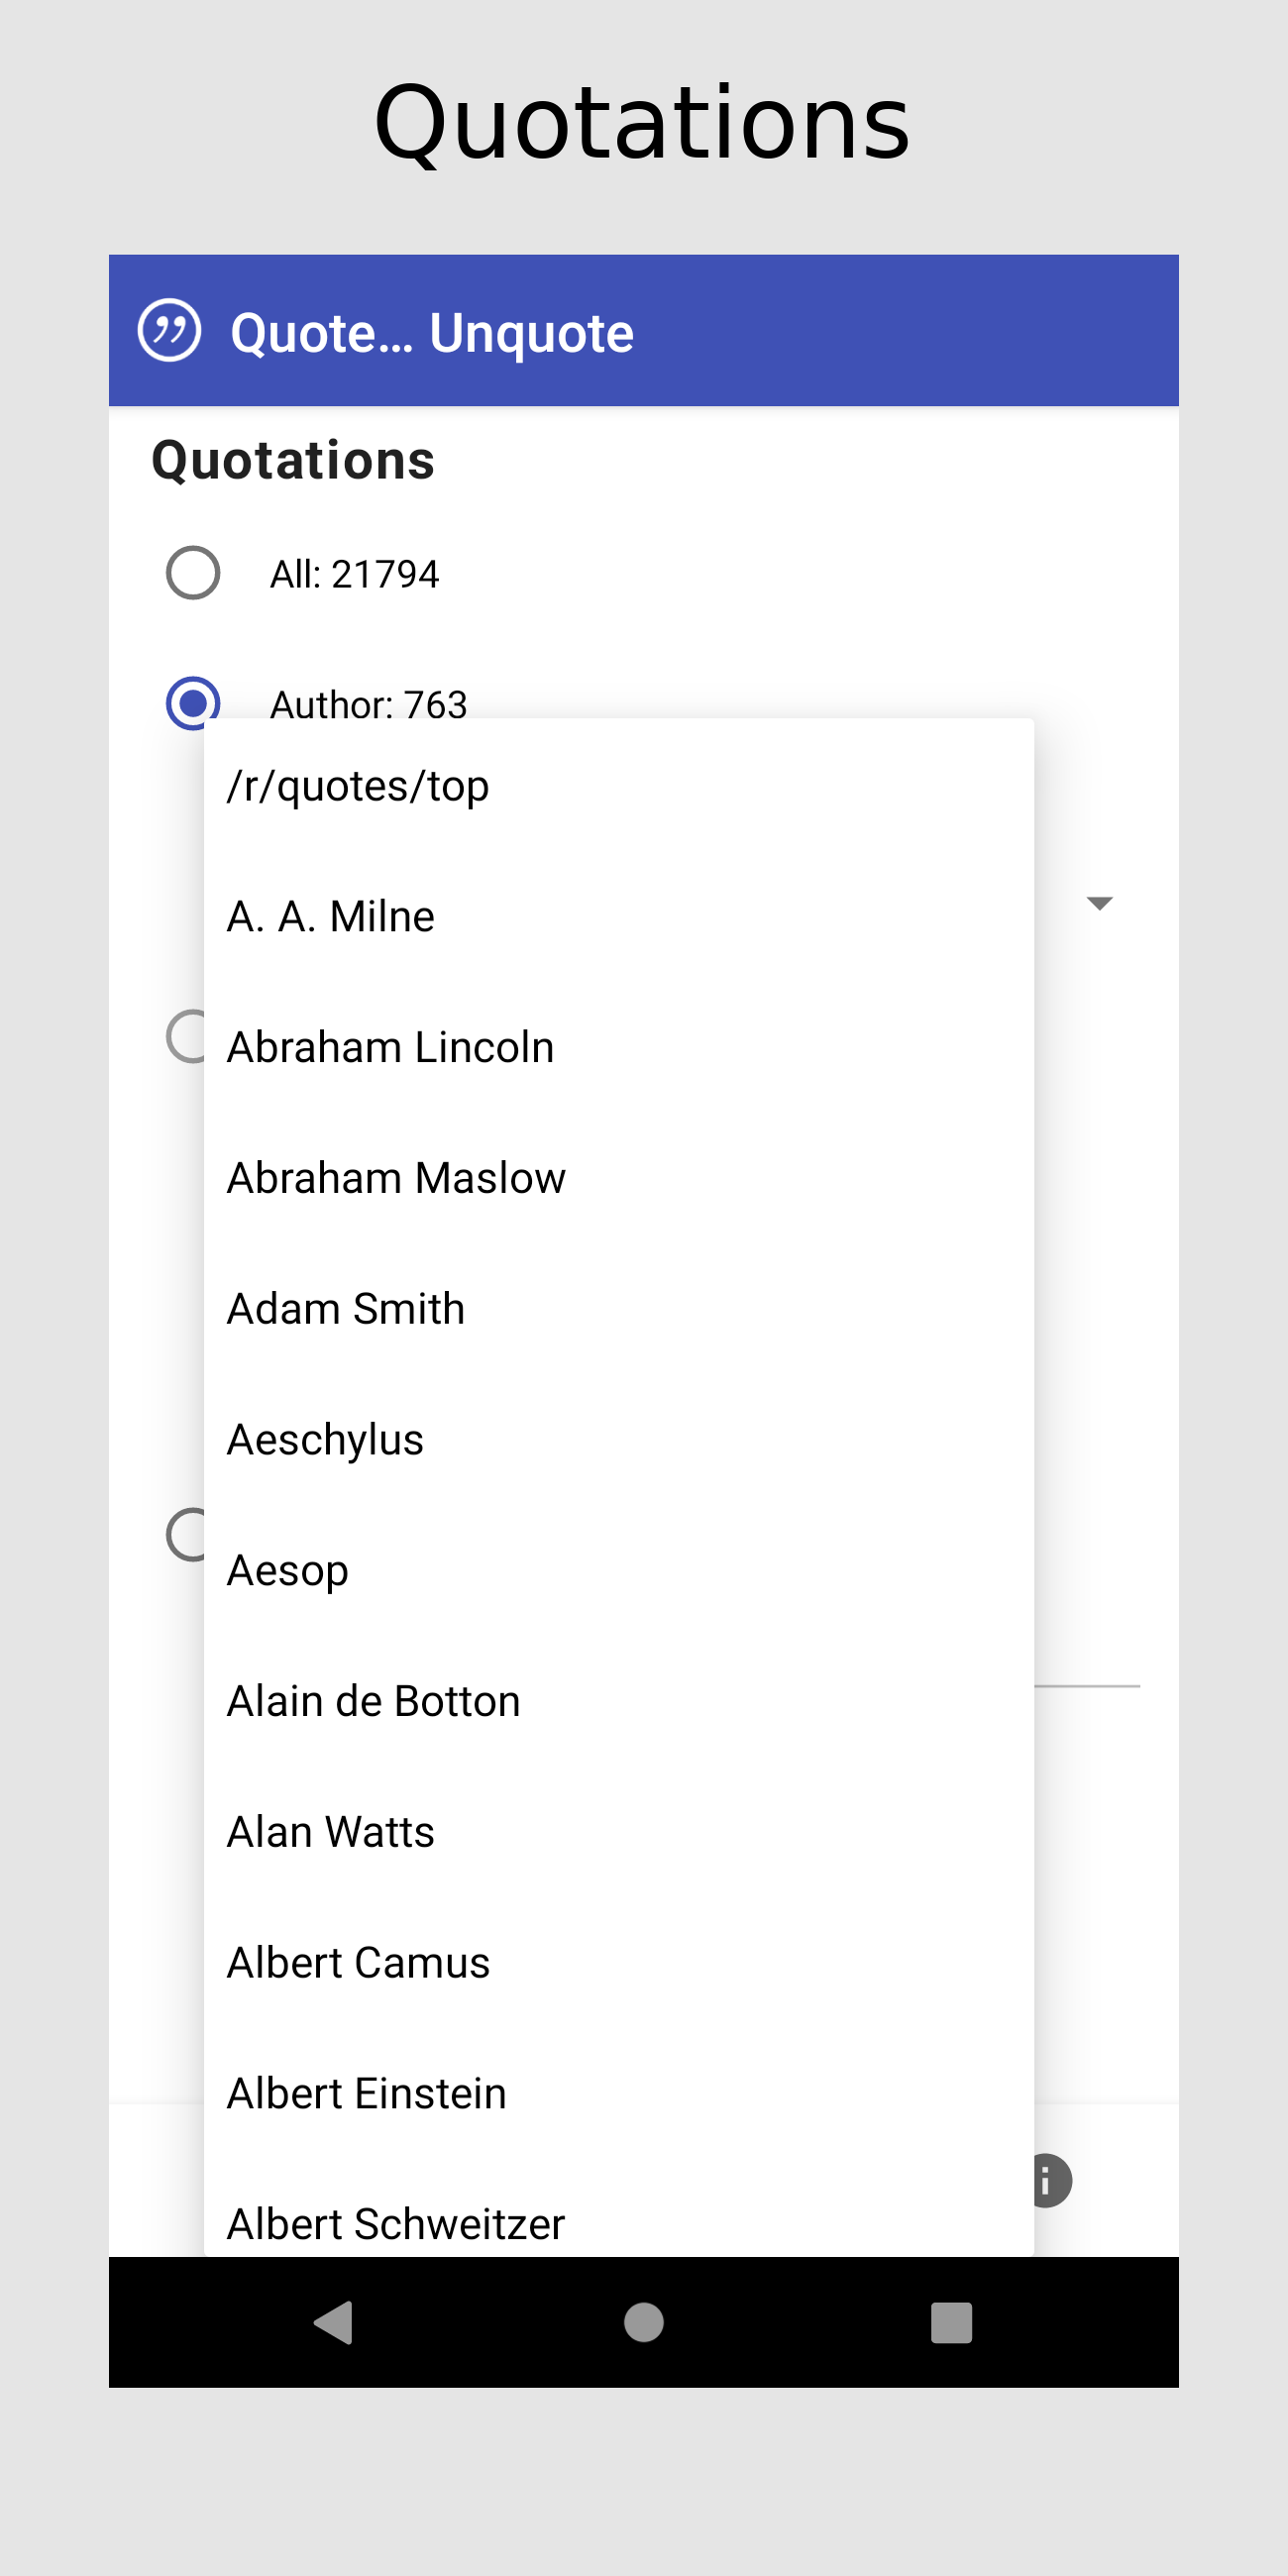 Quotations
Quote... Unquote
Quotations
All: 21794
Author: 763
/r/quotes/top
A. A. Milne
Abraham Lincoln
Abraham Maslow
Adam Smith
Aeschylus
Aesop
Alain de Botton
Alan Watts
Albert Camus
Albert Einstein
Albert Schweitzer